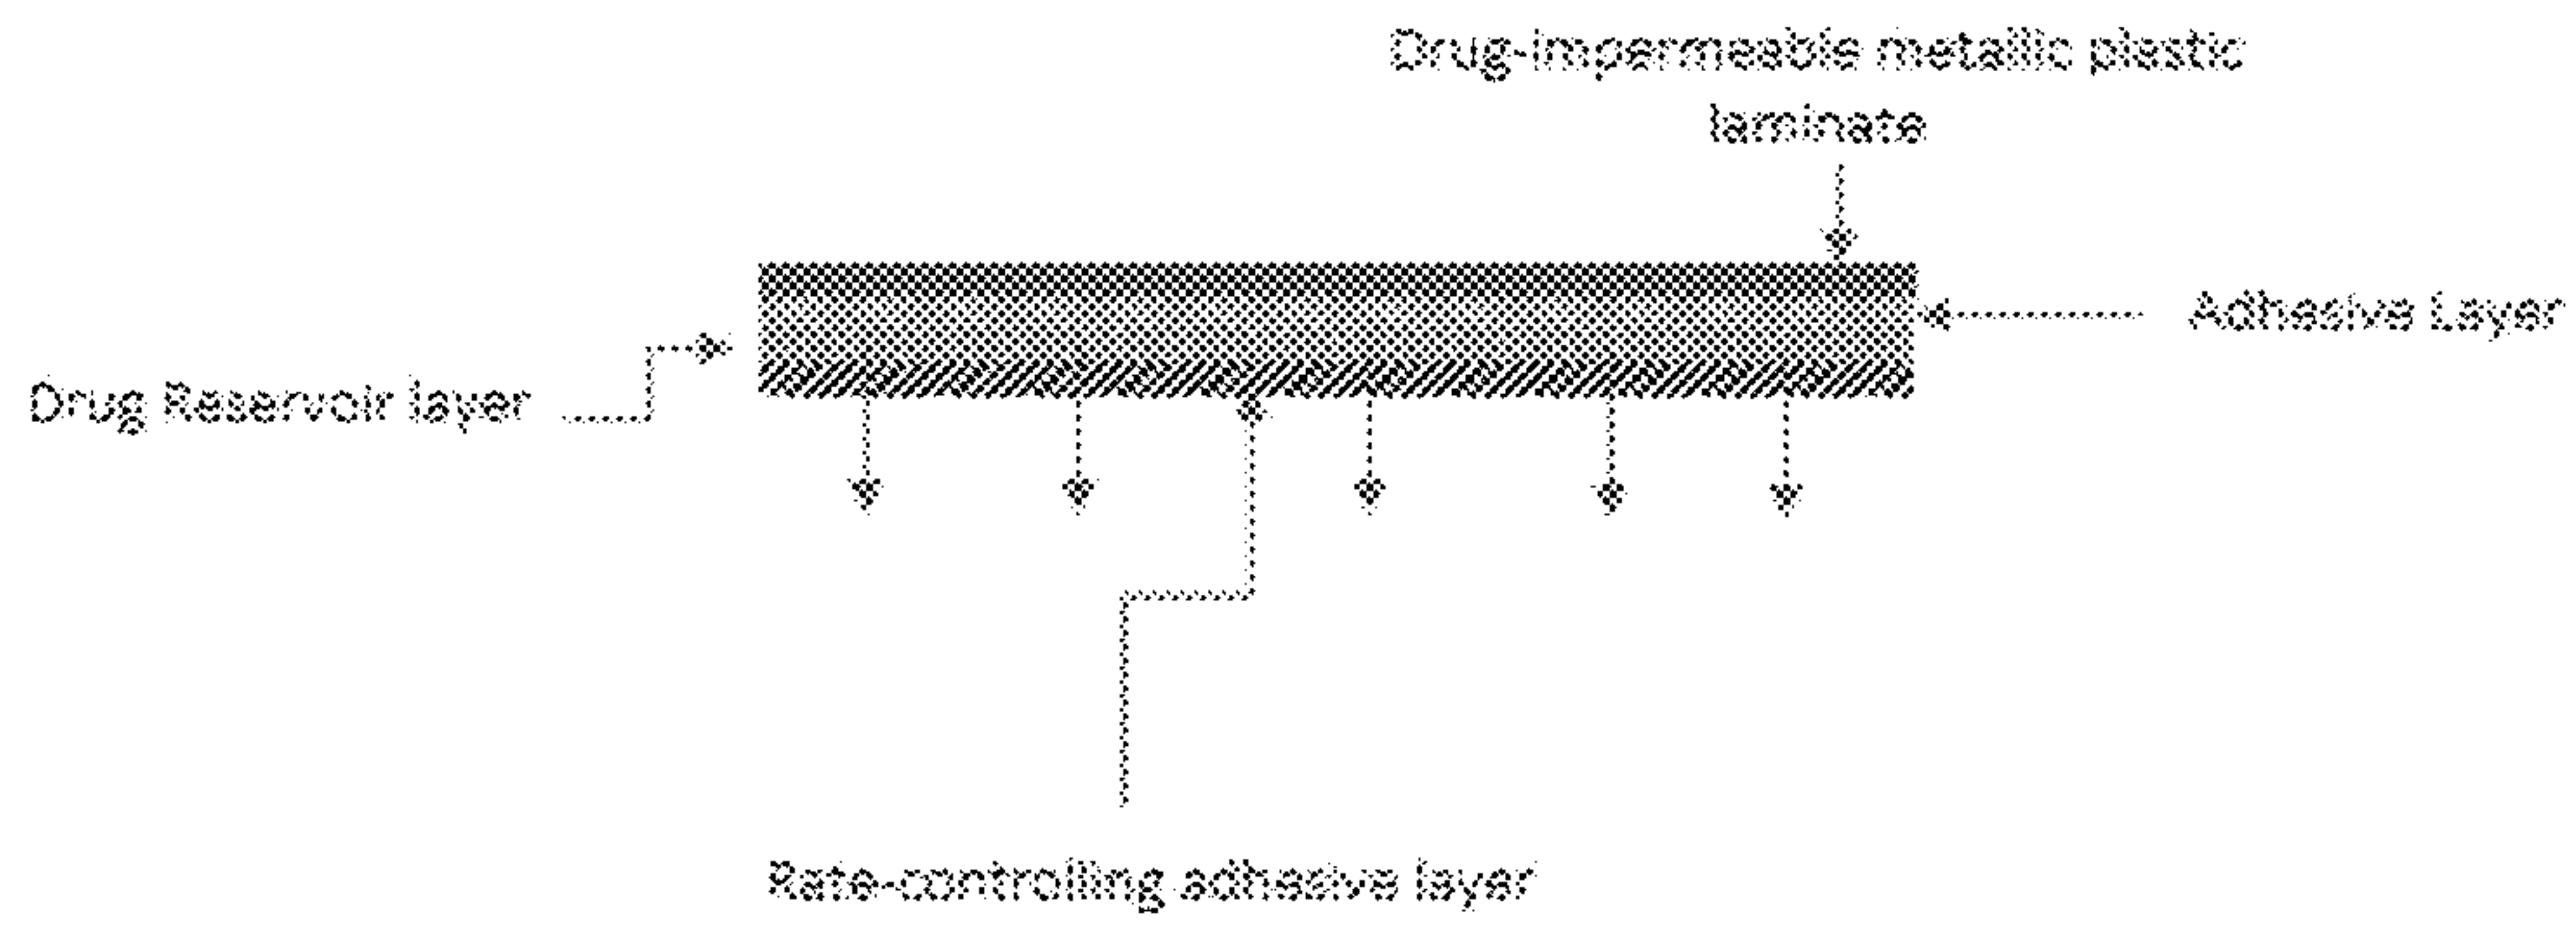 Drug-impermeable metallic plastic
laminate
Adhesive Layer
Drug Reservoir layer
Rate-controlling adhesive layer